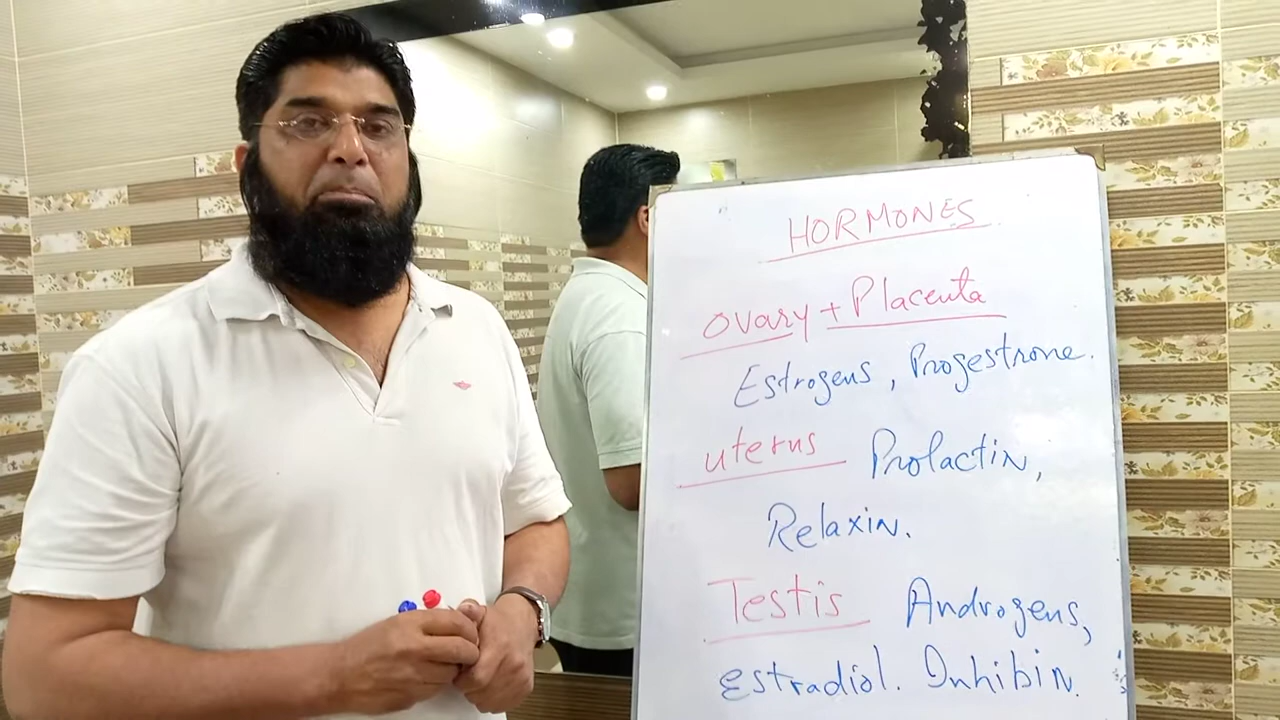 HORMONES
Ovary + Placenta
Estrogens, Progestrone.
uterus Prolactin,
Relaxin.
Testis Androgens,
Estradiol. Inhibin.